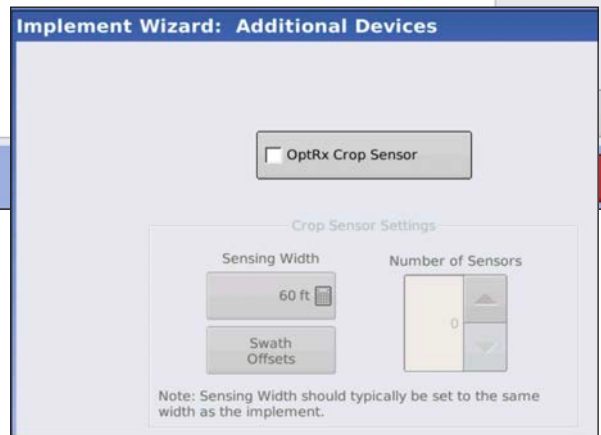 Implement Wizard: Additional Devices
OptRx Crop Sensor
Crop Sensor Settings
Sensing Width
Number of Sensors
60 ft
0
Swath
Offsets
Note: Sensing Width should typically be set to the same
width as the implement.